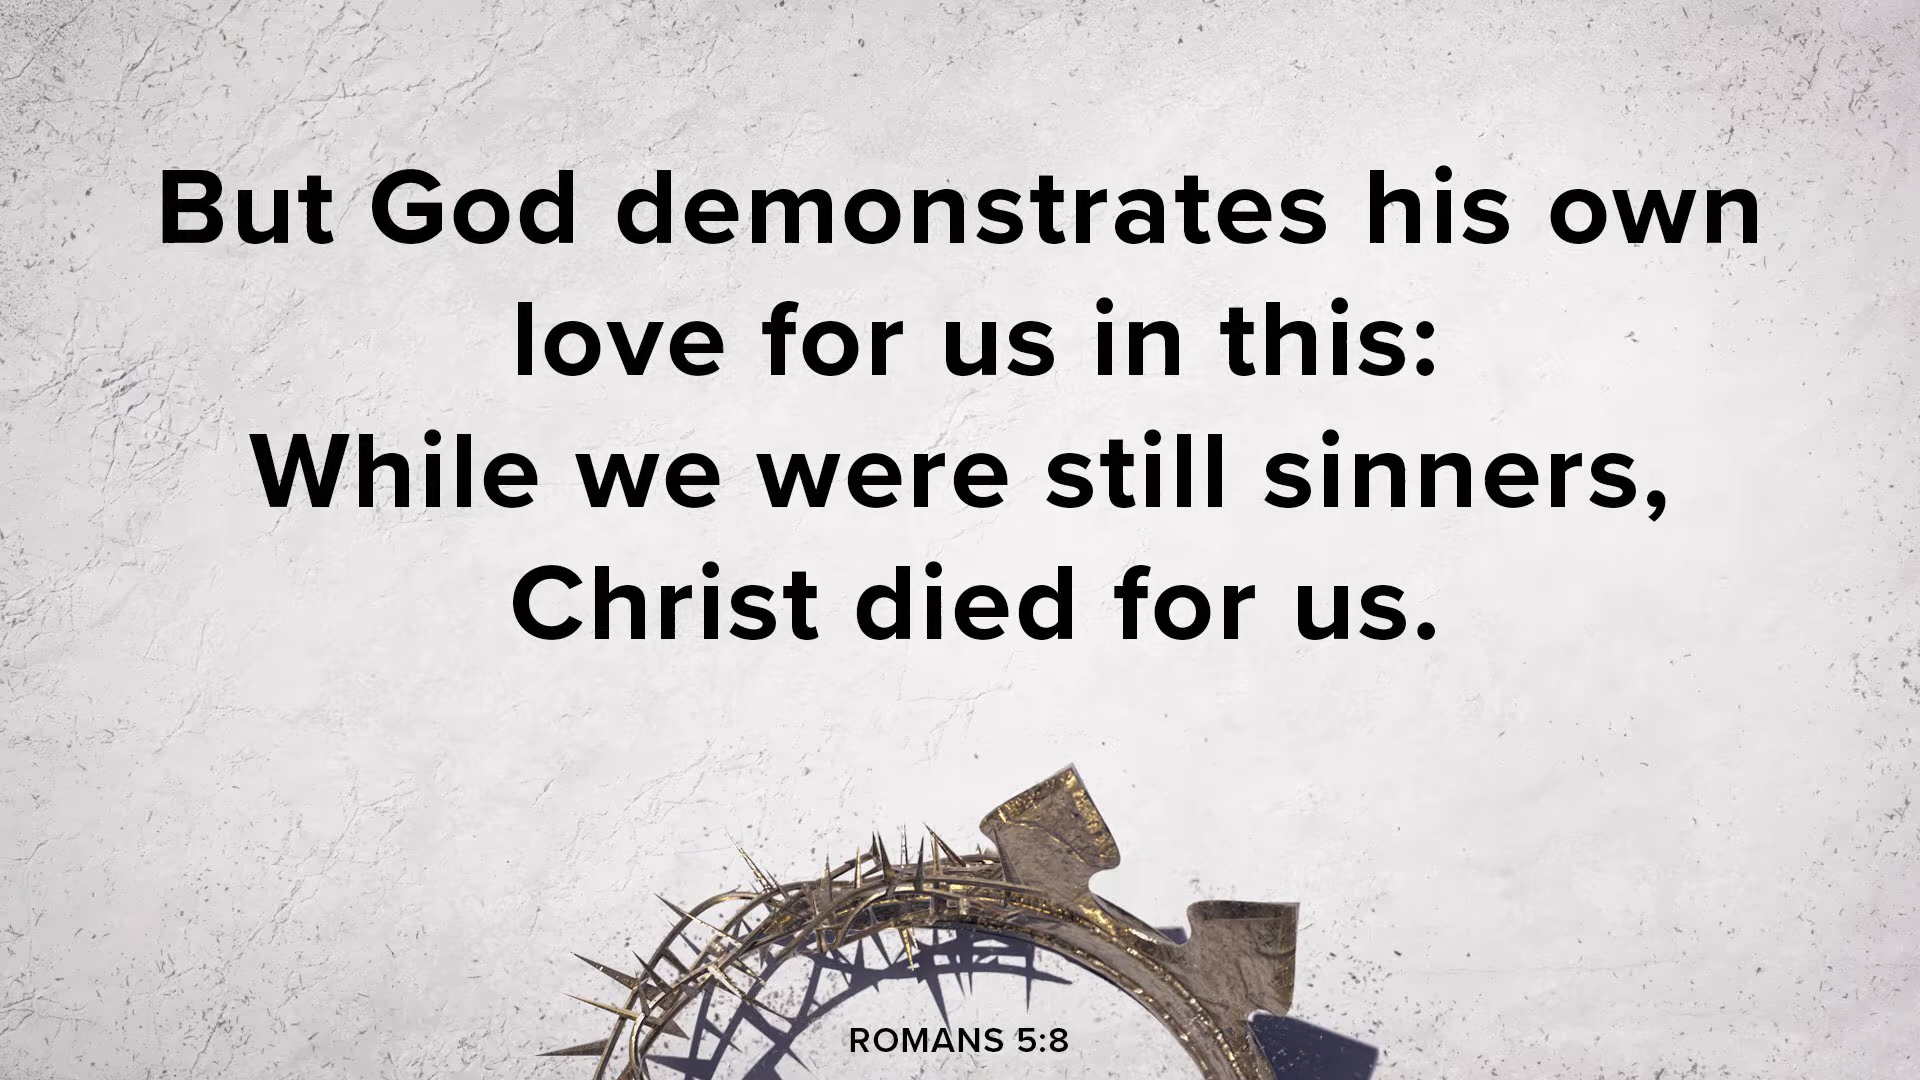 But God demonstrates his own
love for us in this:
While we were still sinners,
Christ died for us.
ROMANS 5:8